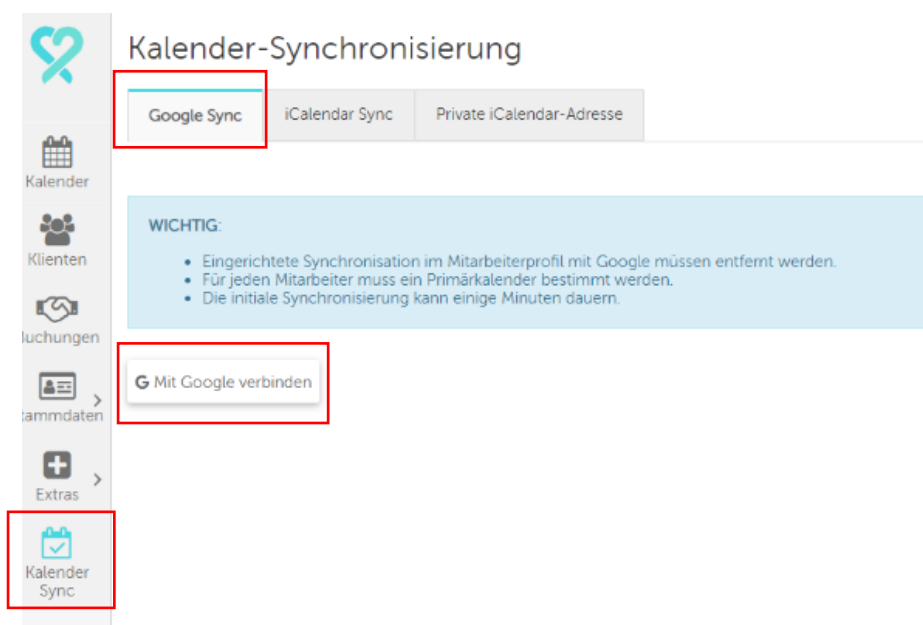 Kalender-Synchronisierung
Google Sync
iCalendar Sync
Private iCalendar-Adresse
Kalender
Klienten
uchungen
tammdaten
Extras
Kalender
Sync
WICHTIG:
Eingerichtete Synchronisation im Mitarbeiterprofil mit Google müssen entfernt werden.
Für jeden Mitarbeiter muss ein Primärkalender bestimmt werden.
Die initiale Synchronisierung kann einige Minuten dauern.
G Mit Google verbinden